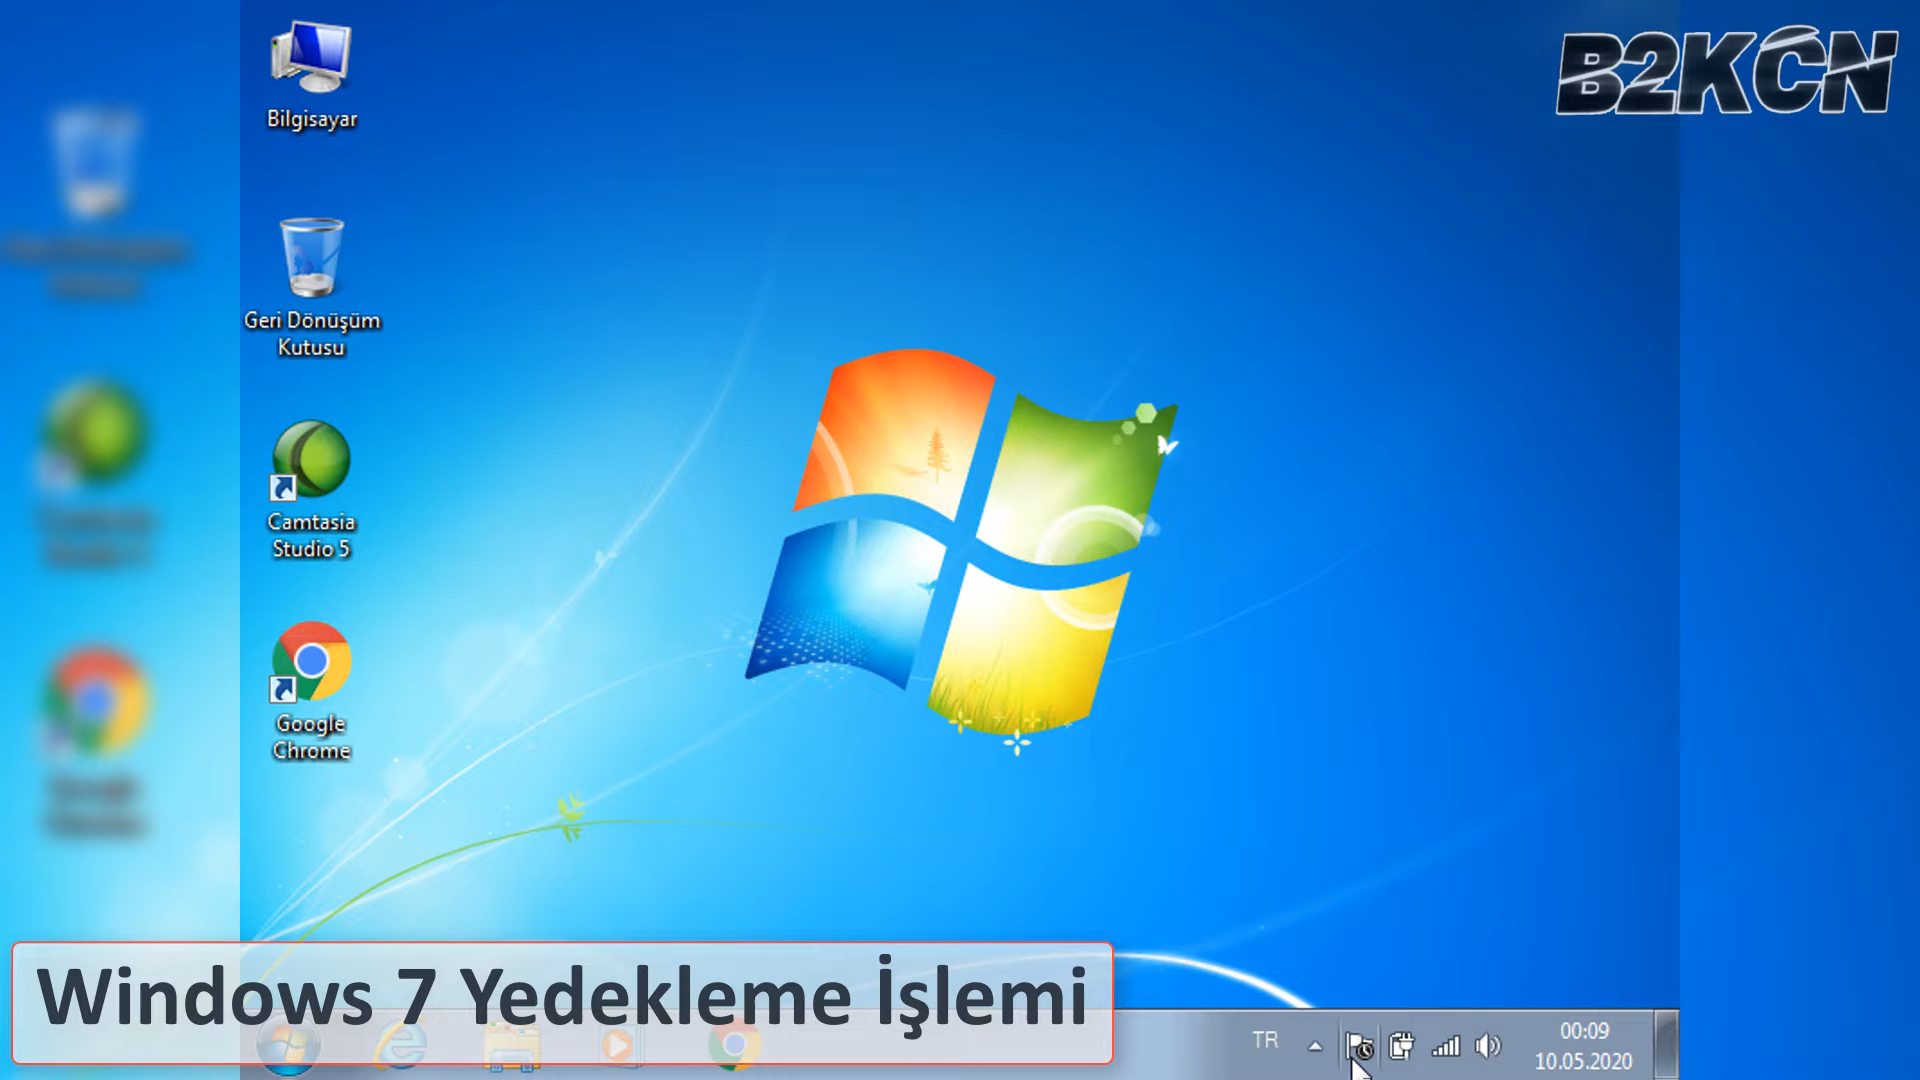 B2KCN
Bilgisayar
Geri Dönüşüm
Kutusu
Camtasia
Studio 5
Google
Chrome
Windows 7 Yedekleme İşlemi
TR
00:09
10.05.2020